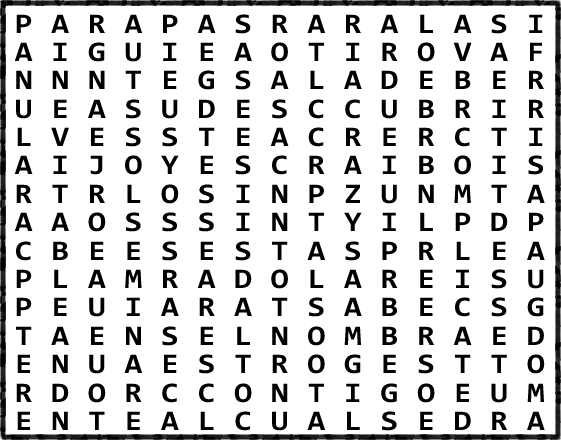 P A R A P A S R A R A L A S I
A I G U I E A O T I R O V A F
N N N T E G S A L A D E B E R
U E A S U D E S C C U B R I R
L V E S S T E A C R E R C T I
A I J O Y E S C R A I B O I S
R T R L O S I N P Z U N M T A
A A O S S S I N T Y I L P D P
C B E E S E S T A S P R L E A
P L A M R A D O L A R E I S U
P E U I A R A T S A B E C S G
T A E N S E L N O M B R A E D
E N U A E S T R O G E S T T O
R D O R C C O N T I G O E U M
E N T E A L C U A L S E D R A